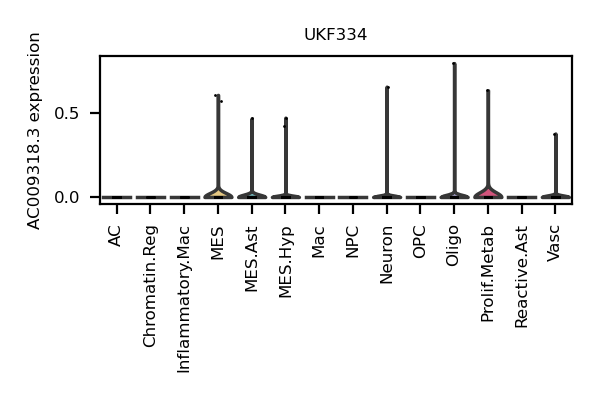 UKF334
AC009318.3 expression
0.5
0.0
AC
Chromatin.Reg
Inflammatory.Mac
MES
MES.Ast
MES.Hyp
Mac
NPC
Neuron
OPC
Oligo
Prolif.Metab
Reactive.Ast
Vasc